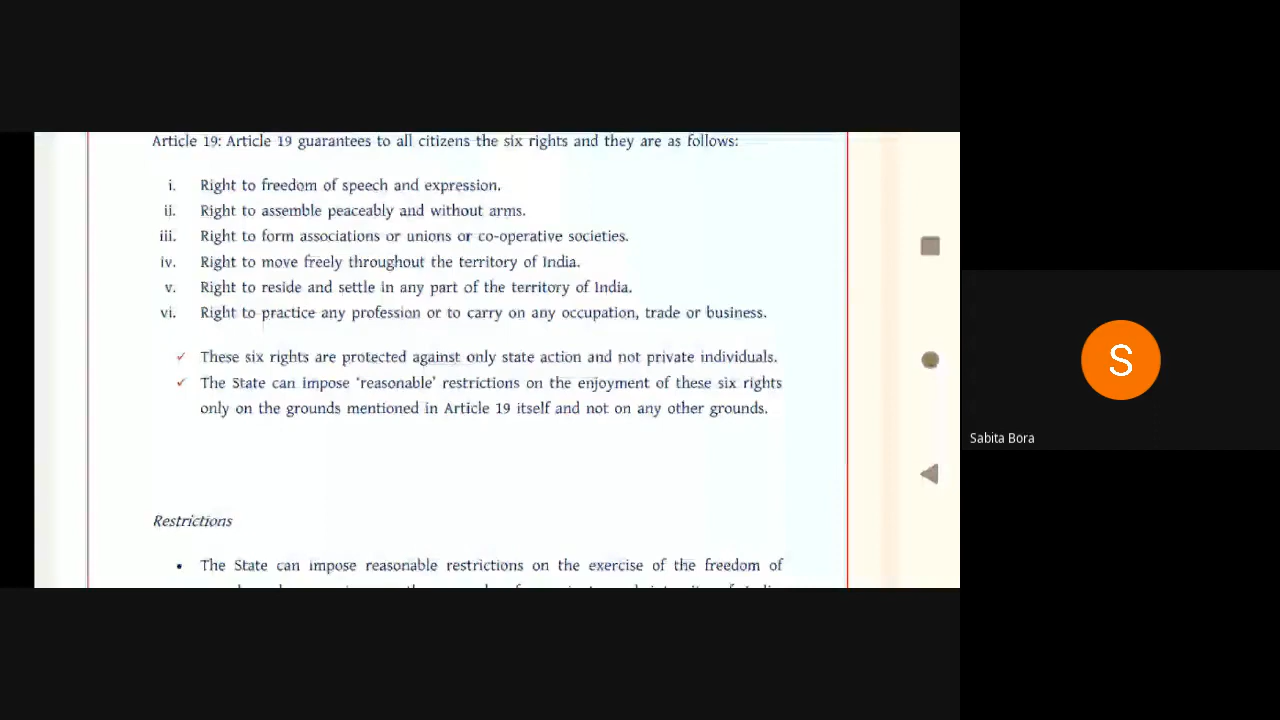 Article 19: Article 19 guarantees to all citizens the six rights and they are as follows:
i. Right to freedom of speech and expression.
ii. Right to assemble peaceably and without arms.
iii. Right to form associations or unions or co-operative societies.
iv. Right to move freely throughout the territory of India.
v. Right to reside and settle in any part of the territory of India.
vi. Right to practice any profession or to carry on any occupation, trade or business.
✓ These six rights are protected against only state action and not private individuals.
✓ The State can impose 'reasonable' restrictions on the enjoyment of these six rights
only on the grounds mentioned in Article 19 itself and not on any other grounds.
Restrictions
• The State can impose reasonable restrictions on the exercise of the freedom of
S
Sabita Bora